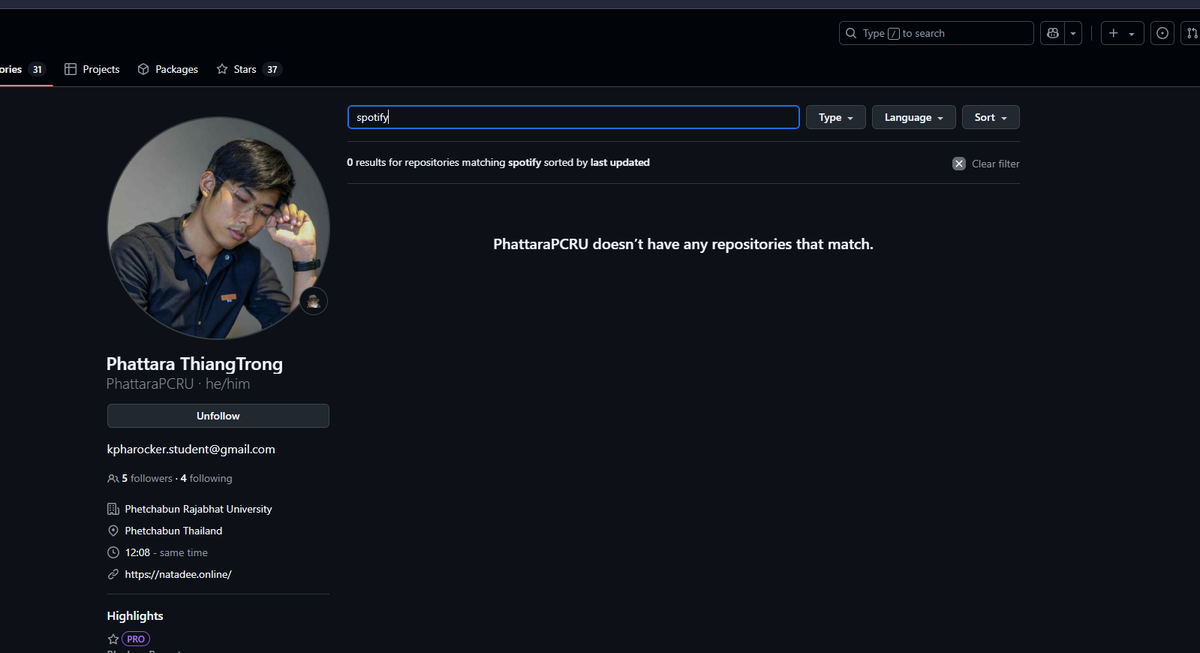 Type / to search
ories 31 Projects Packages Stars 37
spotify
Type Language Sort
0 results for repositories matching spotify sorted by last updated
Clear filter
PhattaraPCRU doesn’t have any repositories that match.
Phattara ThiangTrong
PhattaraPCRU · he/him
Unfollow
kpharocker.student@gmail.com
5 followers · 4 following
Phetchabun Rajabhat University
Phetchabun Thailand
12:08 - same time
https://natadee.online/
Highlights
PRO